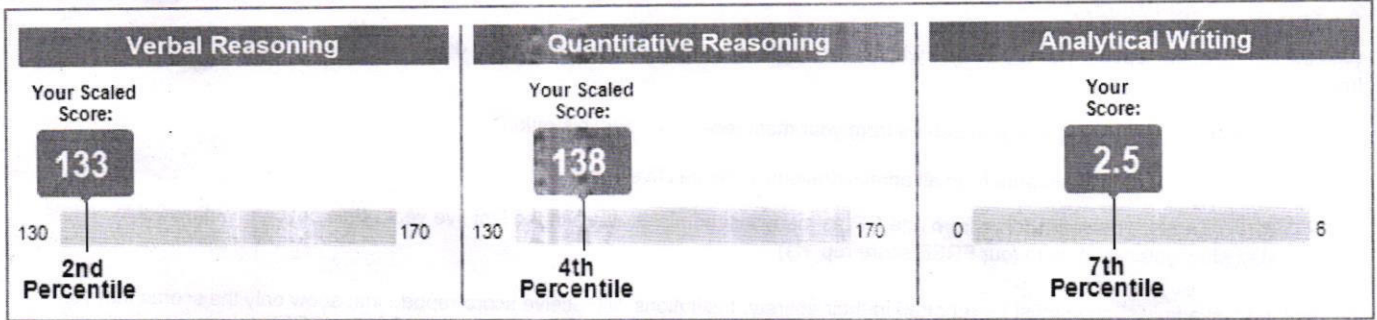 Verbal Reasoning
Your Scaled
Score:
133
130
170
2nd
Percentile
Quantitative Reasoning
Your Scaled
Score:
138
130
170
4th
Percentile
Analytical Writing
Your
Score:
2.5
0
6
7th
Percentile